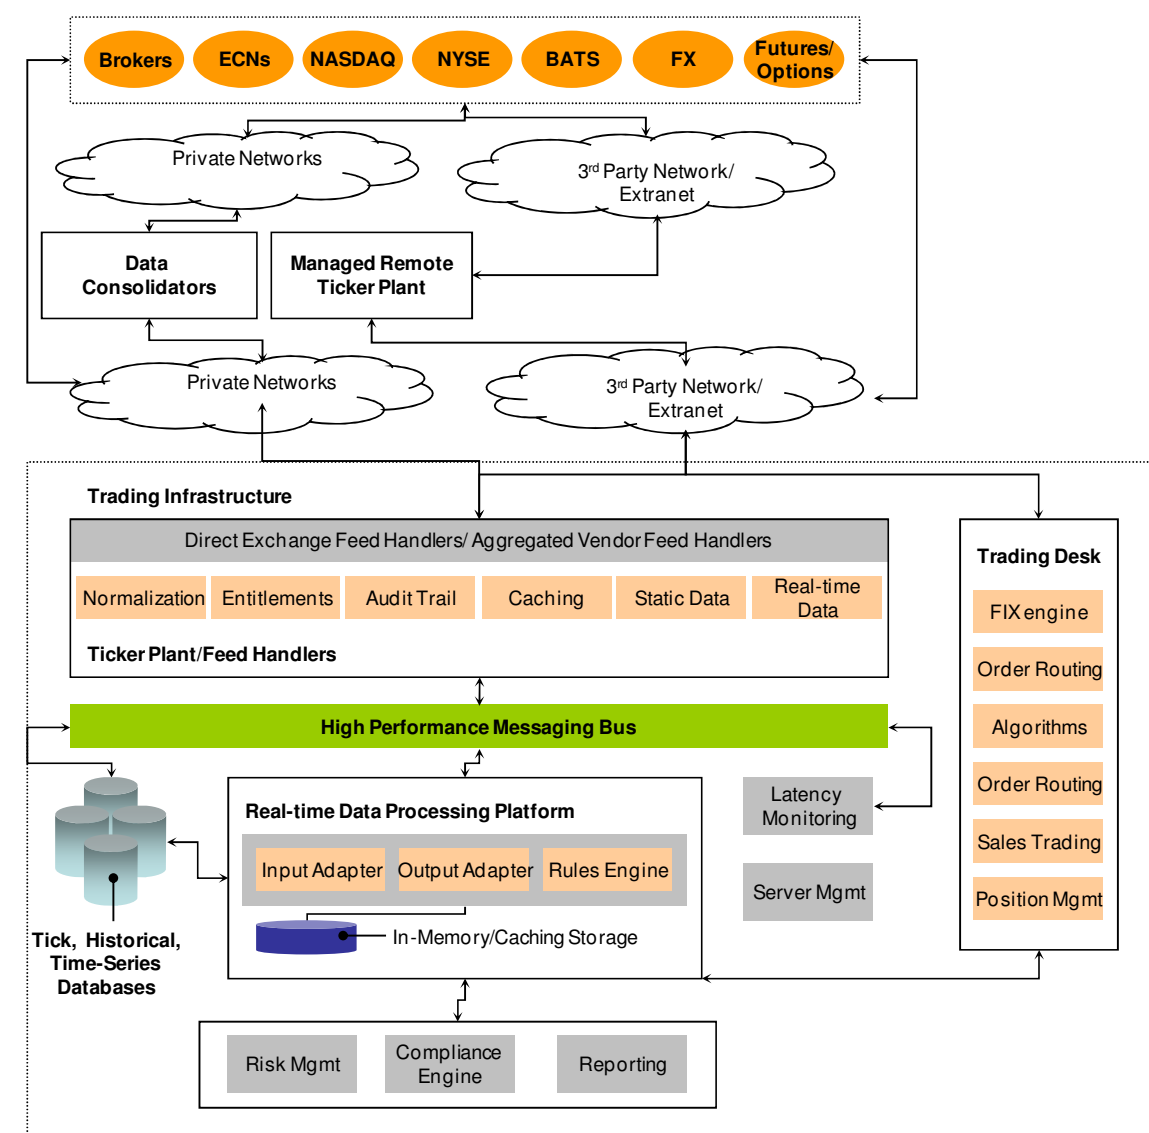 Brokers
ECNs
NASDAQ
NYSE
BATS
FX
Futures/
Options
Private Networks
3rd Party Network/
Extranet
Data
Consolidators
Managed Remote
Ticker Plant
Private Networks
3rd Party Network/
Extranet
Trading Infrastructure
Direct Exchange Feed Handlers/ Aggregated Vendor Feed Handlers
Normalization
Entitlements
Audit Trail
Caching
Static Data
Real-time
Data
Ticker Plant/Feed Handlers
Trading Desk
FIX engine
Order Routing
Algorithms
Order Routing
Sales Trading
Position Mgmt
High Performance Messaging Bus
Real-time Data Processing Platform
Input Adapter
Output Adapter
Rules Engine
In-Memory/Caching Storage
Latency
Monitoring
Server Mgmt
Tick, Historical,
Time-Series
Databases
Risk Mgmt
Compliance
Engine
Reporting